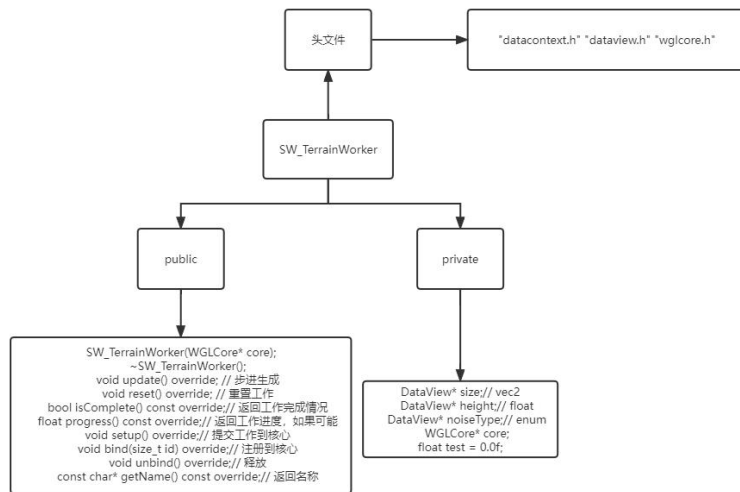 头文件
"datacontext.h" "dataview.h" "wglcore.h"
SW_TerrainWorker
public
private
SW_TerrainWorker(WGLCore* core);
~SW_TerrainWorker();
void update() override; // 步进生成
void reset() override; // 重置工作
bool isComplete() const override;// 返回工作完成情况
float progress() const override;// 返回工作进度，如果可能
void setup() override;// 提交工作到核心
void bind(size_t id) override;// 注册到核心
void unbind() override;// 释放
const char* getName() const override;// 返回名称
DataView* size;// vec2
DataView* height;// float
DataView* noiseType;// enum
WGLCore* core;
float test = 0.0f;